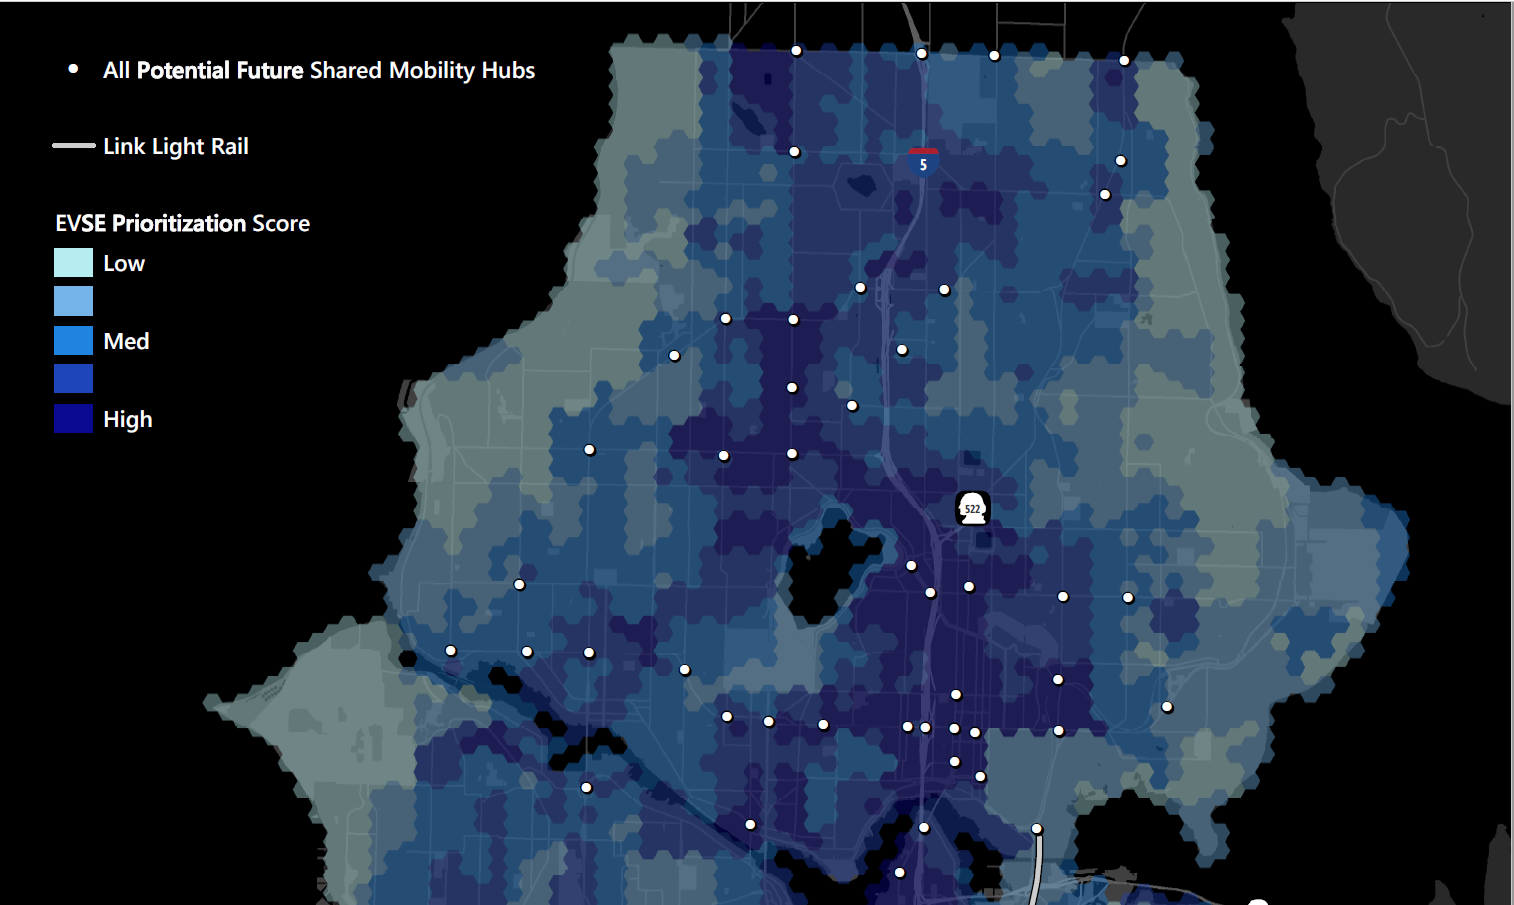 All Potential Future Shared Mobility Hubs
Link Light Rail
EVSE Prioritization Score
Low
Med
High
5
522